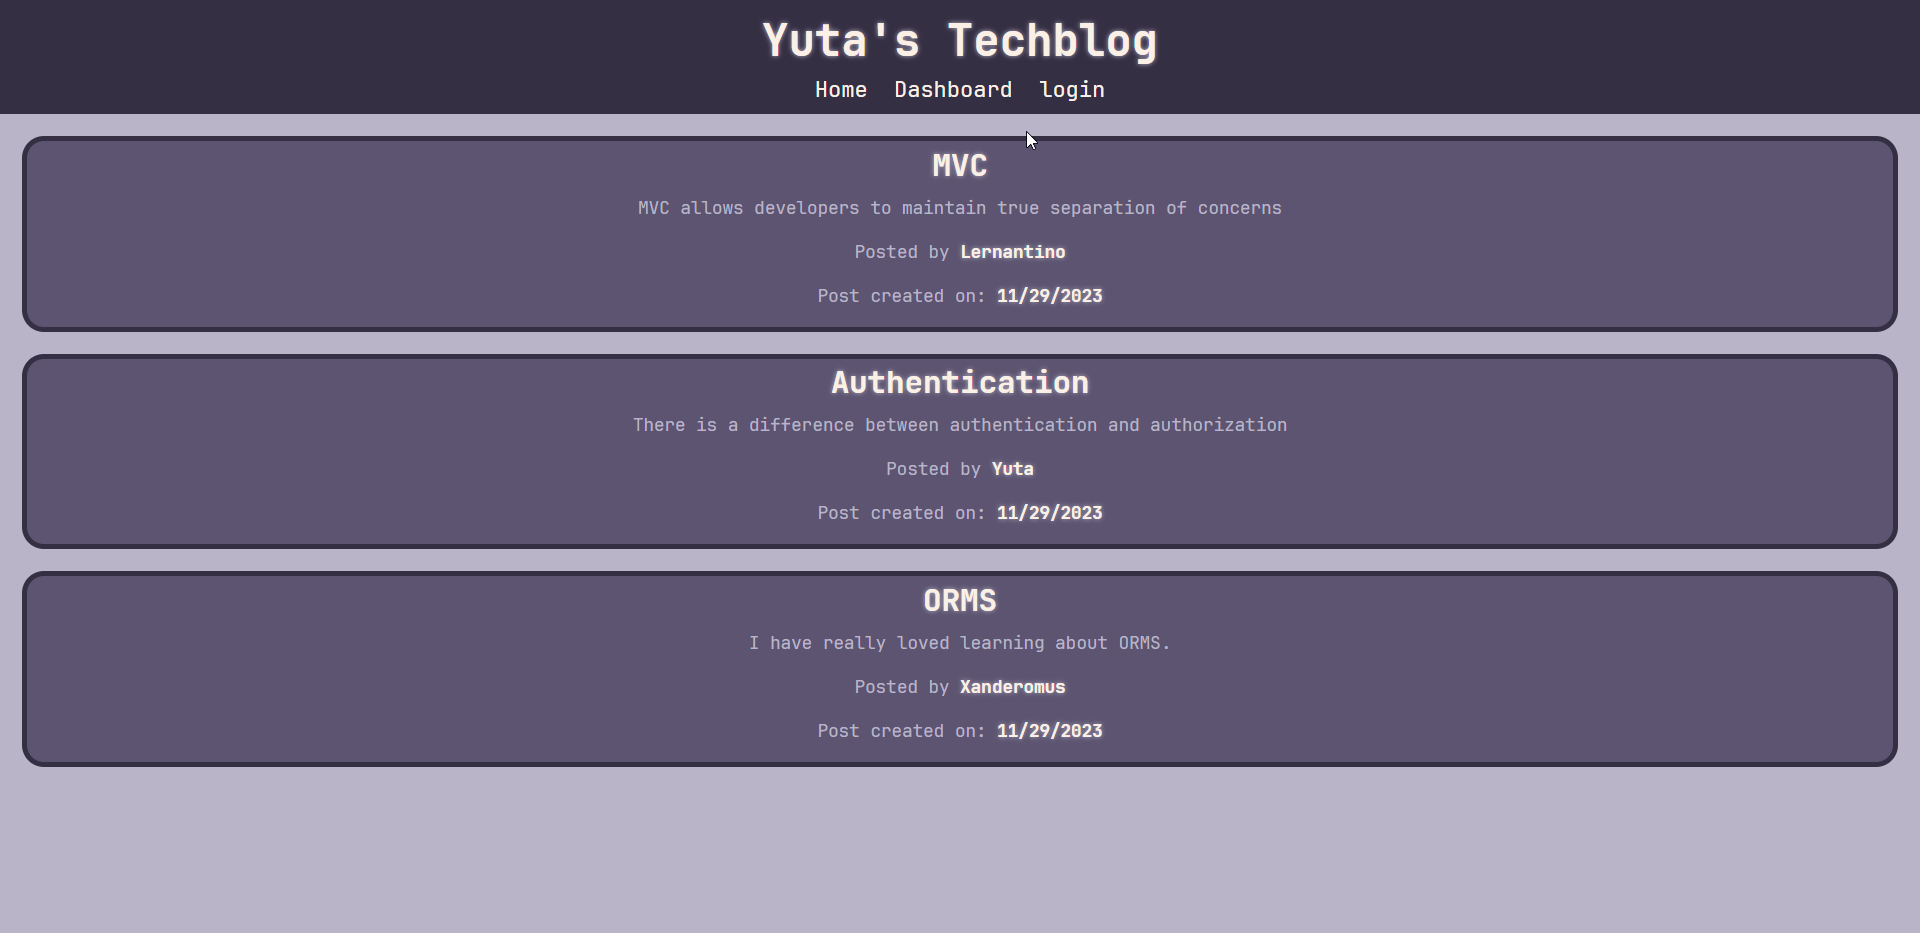 Yuta's Techblog
Home Dashboard login
MVC
MVC allows developers to maintain true separation of concerns
Posted by Lernantino
Post created on: 11/29/2023
Authentication
There is a difference between authentication and authorization
Posted by Yuta
Post created on: 11/29/2023
ORMS
I have really loved learning about ORMS.
Posted by Xanderomus
Post created on: 11/29/2023